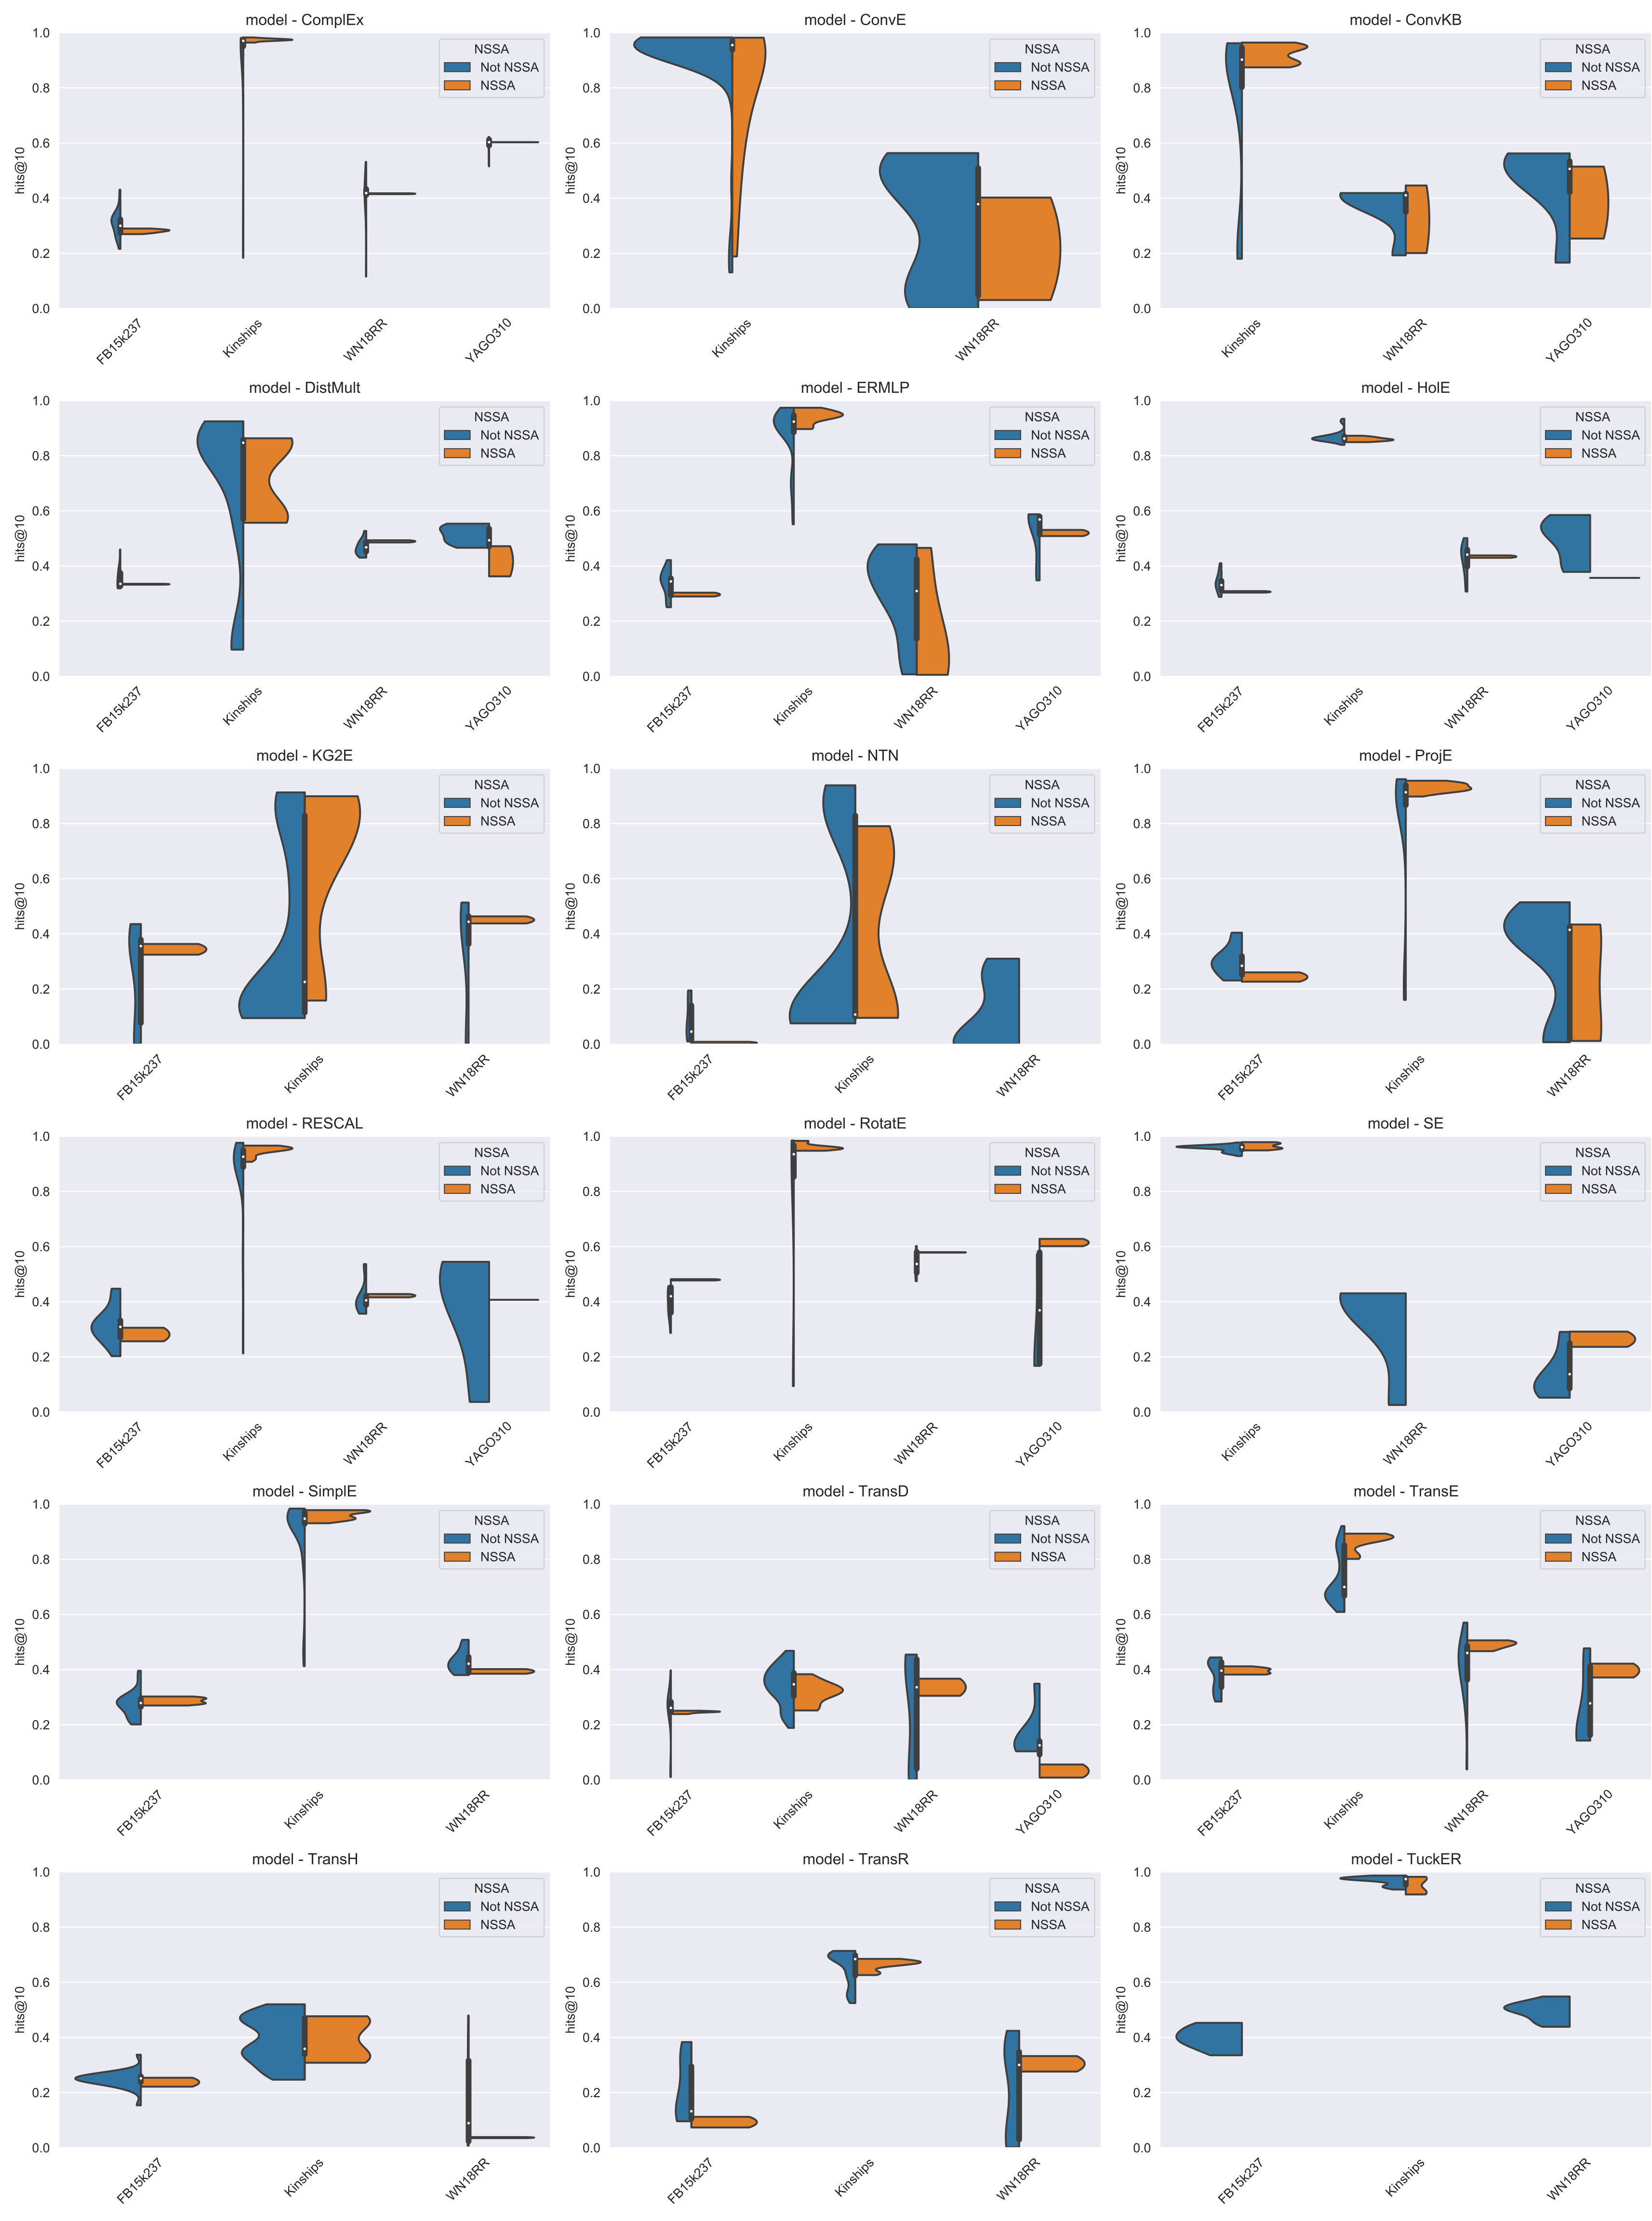 model - ComplEx
hits@10
1.0
0.8
0.6
0.4
0.2
0.0
NSSA
Not NSSA
NSSA
FB15k237
Kinships
WN18RR
YAGO310
model - ConvE
hits@10
1.0
0.8
0.6
0.4
0.2
0.0
NSSA
Not NSSA
NSSA
Kinships
WN18RR
model - ConvKB
hits@10
1.0
0.8
0.6
0.4
0.2
0.0
NSSA
Not NSSA
NSSA
Kinships
WN18RR
YAGO310
model - DistMult
hits@10
1.0
0.8
0.6
0.4
0.2
0.0
NSSA
Not NSSA
NSSA
FB15k237
Kinships
WN18RR
YAGO310
model - ERMLP
hits@10
1.0
0.8
0.6
0.4
0.2
0.0
NSSA
Not NSSA
NSSA
FB15k237
Kinships
WN18RR
YAGO310
model - HolE
hits@10
1.0
0.8
0.6
0.4
0.2
0.0
NSSA
Not NSSA
NSSA
FB15k237
Kinships
WN18RR
YAGO310
model - KG2E
hits@10
1.0
0.8
0.6
0.4
0.2
0.0
NSSA
Not NSSA
NSSA
FB15k237
Kinships
WN18RR
model - NTN
hits@10
1.0
0.8
0.6
0.4
0.2
0.0
NSSA
Not NSSA
NSSA
FB15k237
Kinships
WN18RR
model - ProjE
hits@10
1.0
0.8
0.6
0.4
0.2
0.0
NSSA
Not NSSA
NSSA
FB15k237
Kinships
WN18RR
model - RESCAL
hits@10
1.0
0.8
0.6
0.4
0.2
0.0
NSSA
Not NSSA
NSSA
FB15k237
Kinships
WN18RR
YAGO310
model - RotatE
hits@10
1.0
0.8
0.6
0.4
0.2
0.0
NSSA
Not NSSA
NSSA
FB15k237
Kinships
WN18RR
YAGO310
model - SE
hits@10
1.0
0.8
0.6
0.4
0.2
0.0
NSSA
Not NSSA
NSSA
Kinships
WN18RR
YAGO310
model - SimplE
hits@10
1.0
0.8
0.6
0.4
0.2
0.0
NSSA
Not NSSA
NSSA
FB15k237
Kinships
WN18RR
model - TransD
hits@10
1.0
0.8
0.6
0.4
0.2
0.0
NSSA
Not NSSA
NSSA
FB15k237
Kinships
WN18RR
YAGO310
model - TransE
hits@10
1.0
0.8
0.6
0.4
0.2
0.0
NSSA
Not NSSA
NSSA
FB15k237
Kinships
WN18RR
YAGO310
model - TransH
hits@10
1.0
0.8
0.6
0.4
0.2
0.0
NSSA
Not NSSA
NSSA
FB15k237
Kinships
WN18RR
model - TransR
hits@10
1.0
0.8
0.6
0.4
0.2
0.0
NSSA
Not NSSA
NSSA
FB15k237
Kinships
WN18RR
model - TuckER
hits@10
1.0
0.8
0.6
0.4
0.2
0.0
NSSA
Not NSSA
NSSA
FB15k237
Kinships
WN18RR